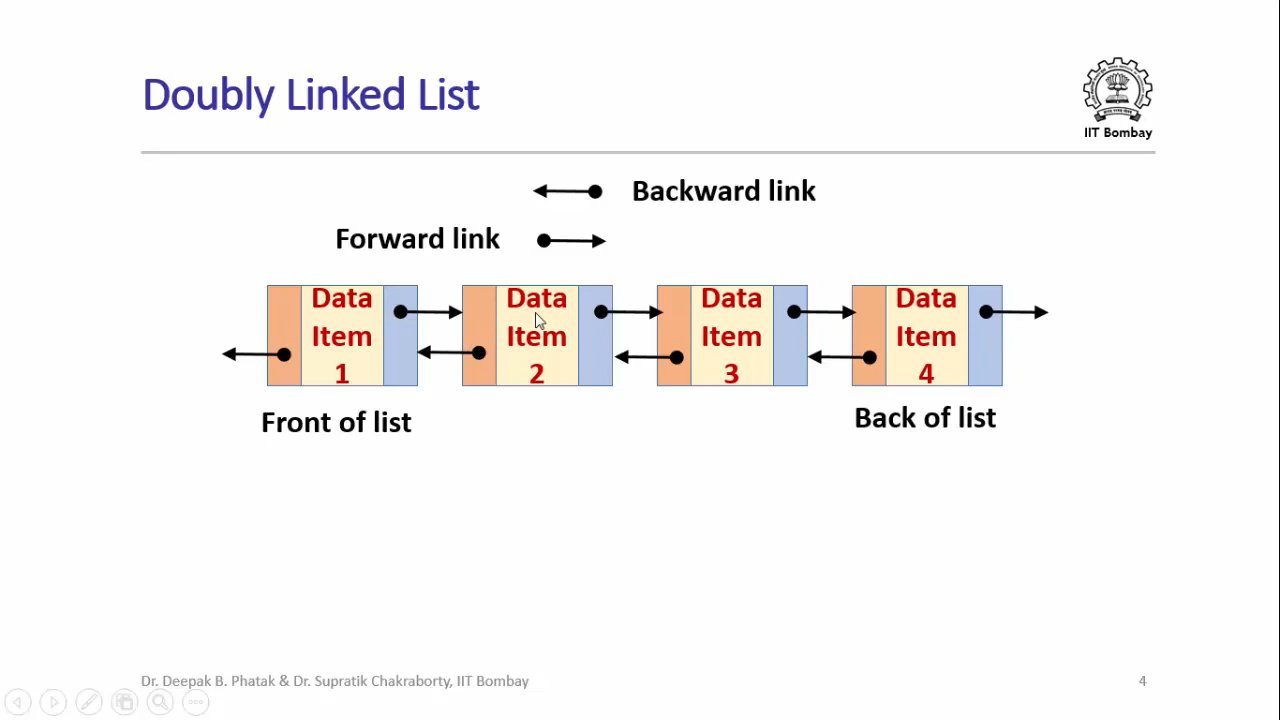 Doubly Linked List
IIT Bombay
Backward link
Forward link
Data Item 1
Data Item 2
Data Item 3
Data Item 4
Front of list
Back of list
Dr. Deepak B. Phatak & Dr. Supratik Chakraborty, IIT Bombay
4